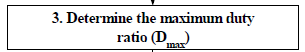 3. Determine the maximum duty
ratio (Dmax)